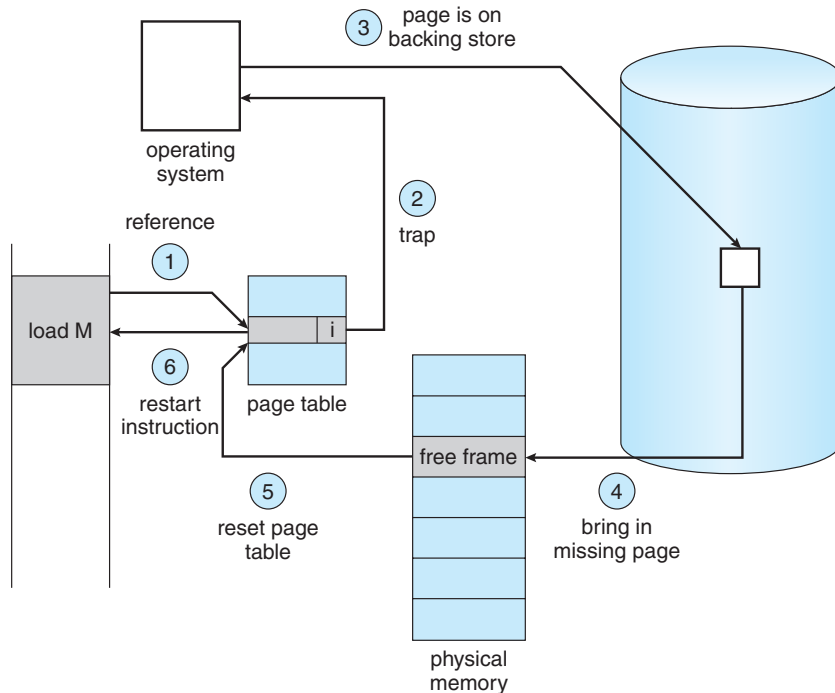 3
page is on
backing store
operating
system
2
trap
reference
1
load M
i
6
restart
instruction
page table
free frame
5
reset page
table
4
bring in
missing page
physical
memory